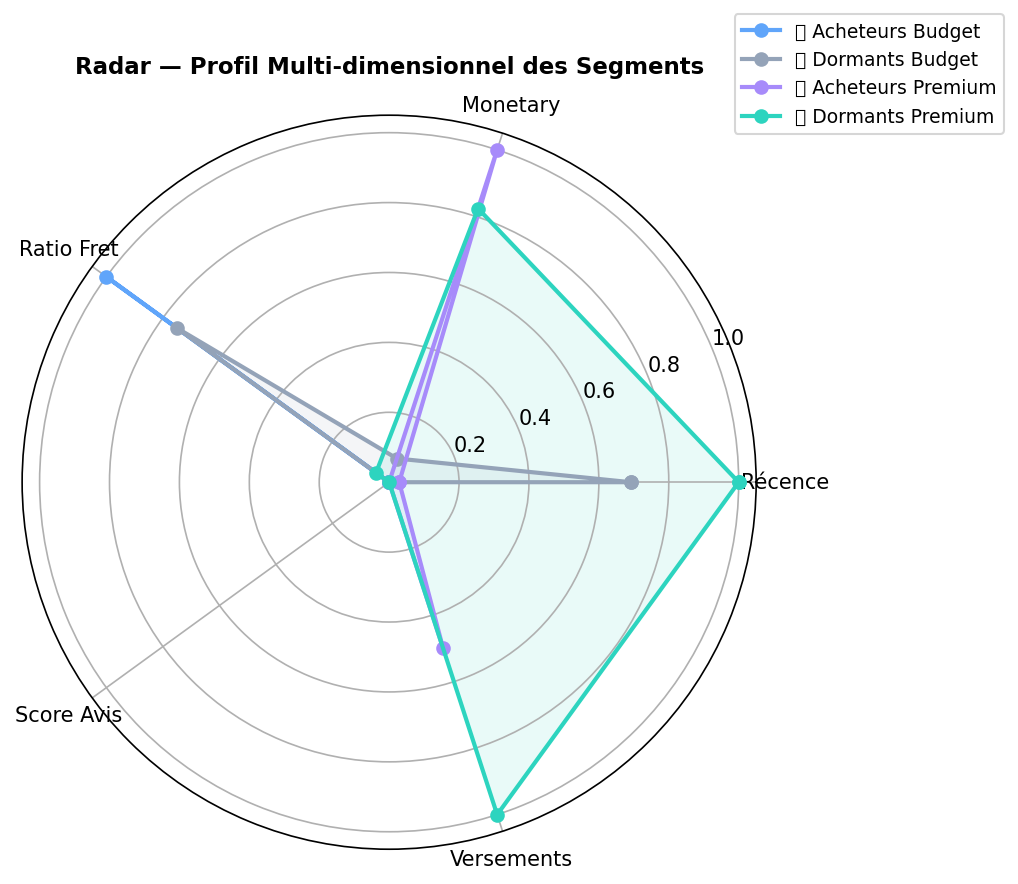 Radar — Profil Multi-dimensionnel des Segments
Acheteurs Budget
Dormants Budget
Acheteurs Premium
Dormants Premium
Monetary
Ratio Fret
1.0
0.8
0.6
0.4
0.2
Récence
Score Avis
Versements